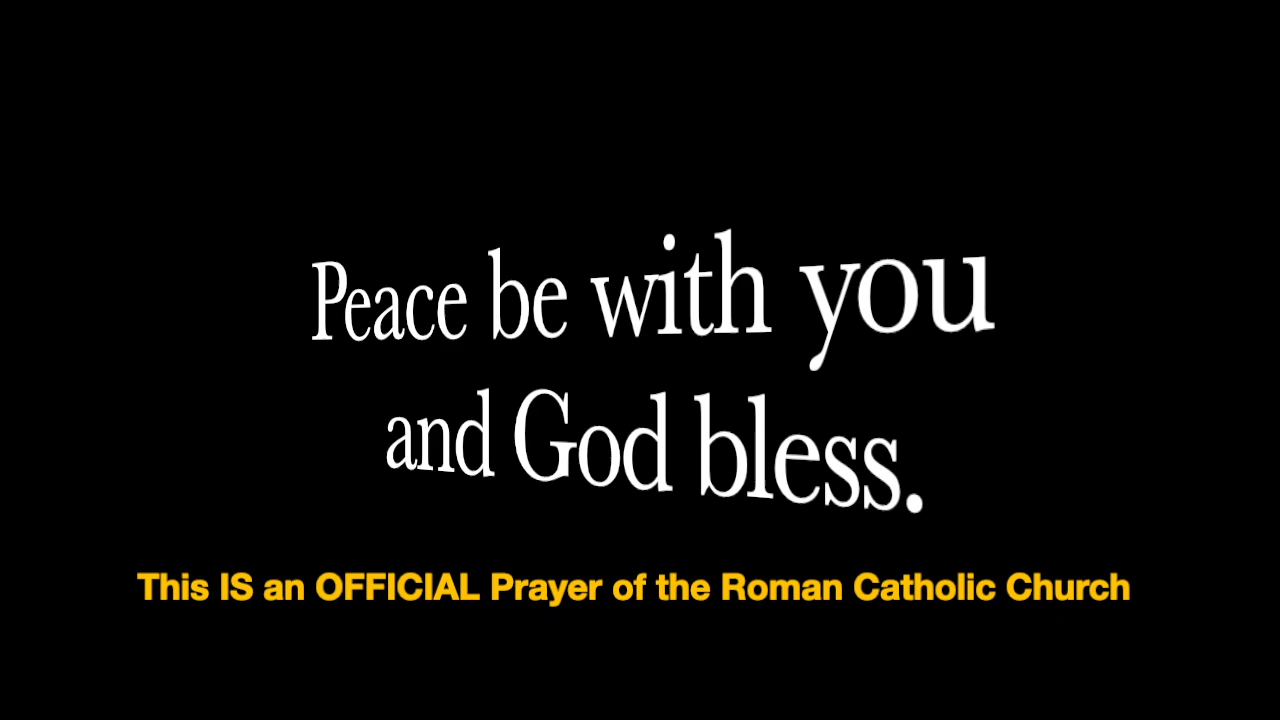 Peace be with you
and God bless.
This IS an OFFICIAL Prayer of the Roman Catholic Church